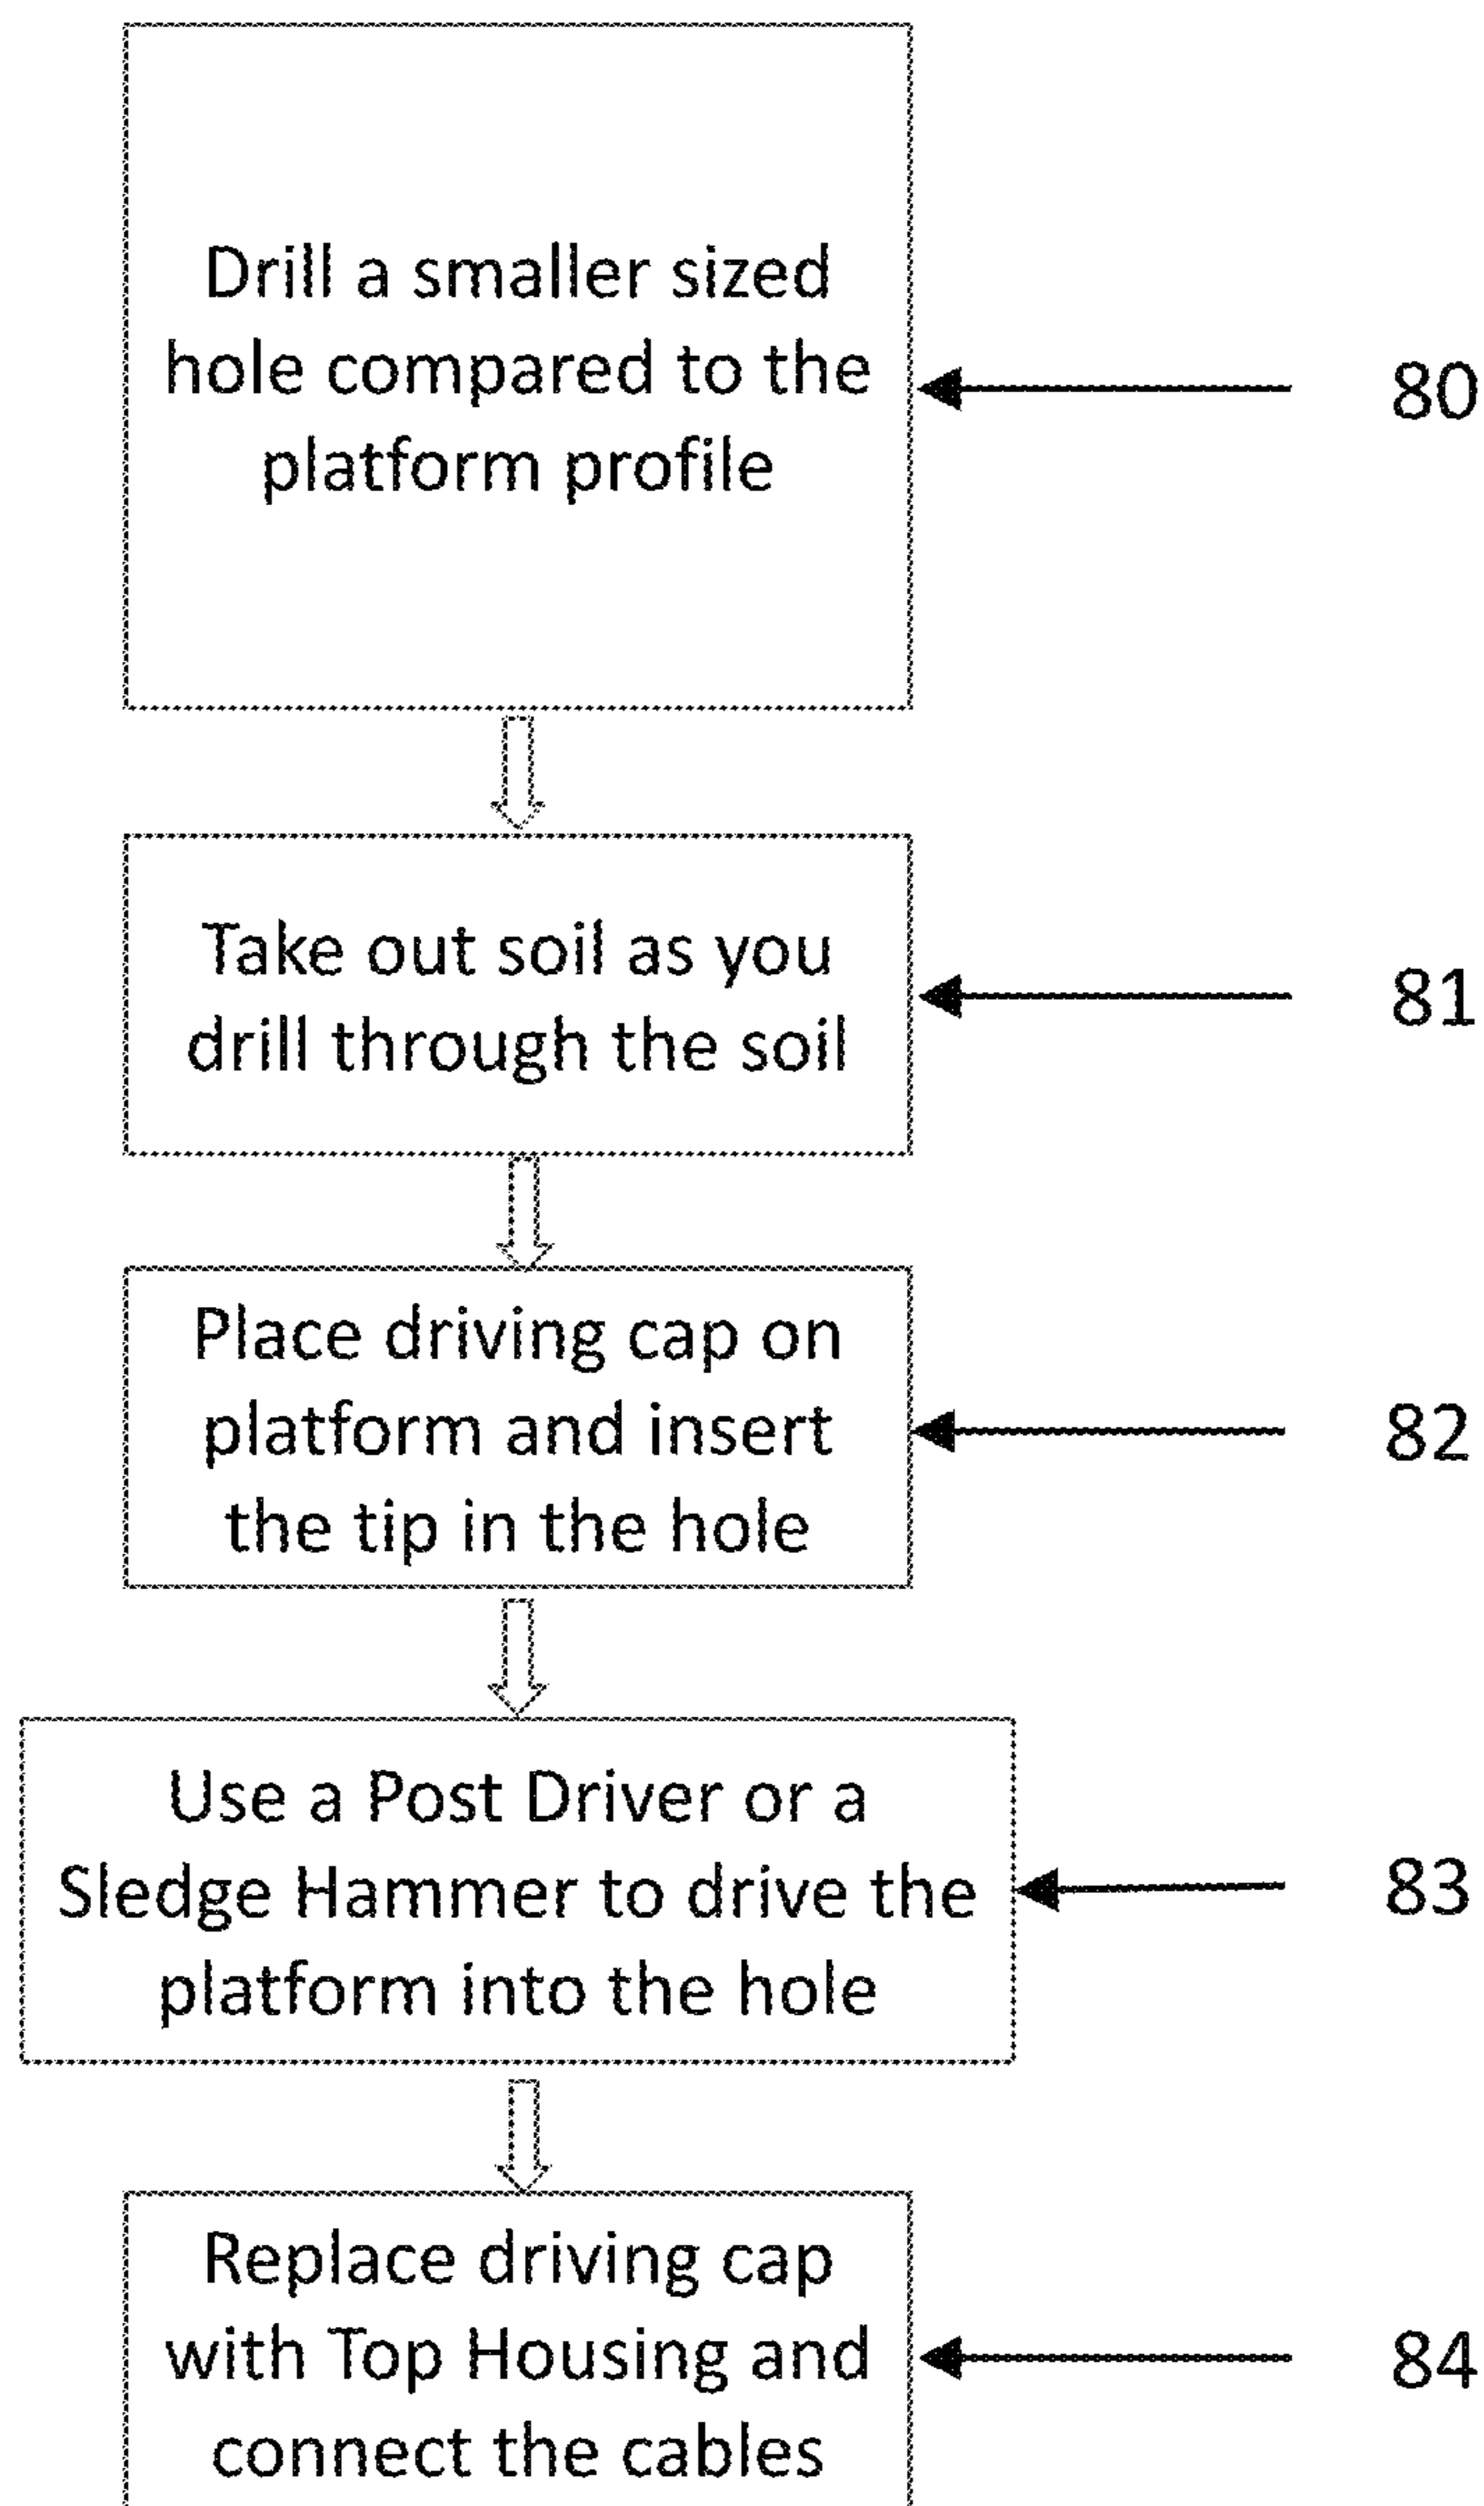 Drill a smaller sized
hole compared to the
platform profile
80
Take out soil as you
drill through the soil
81
Place driving cap on
platform and insert
the tip in the hole
82
Use a Post Driver or a
Sledge Hammer to drive the
platform into the hole
83
Replace driving cap
with Top Housing and
connect the cables
84